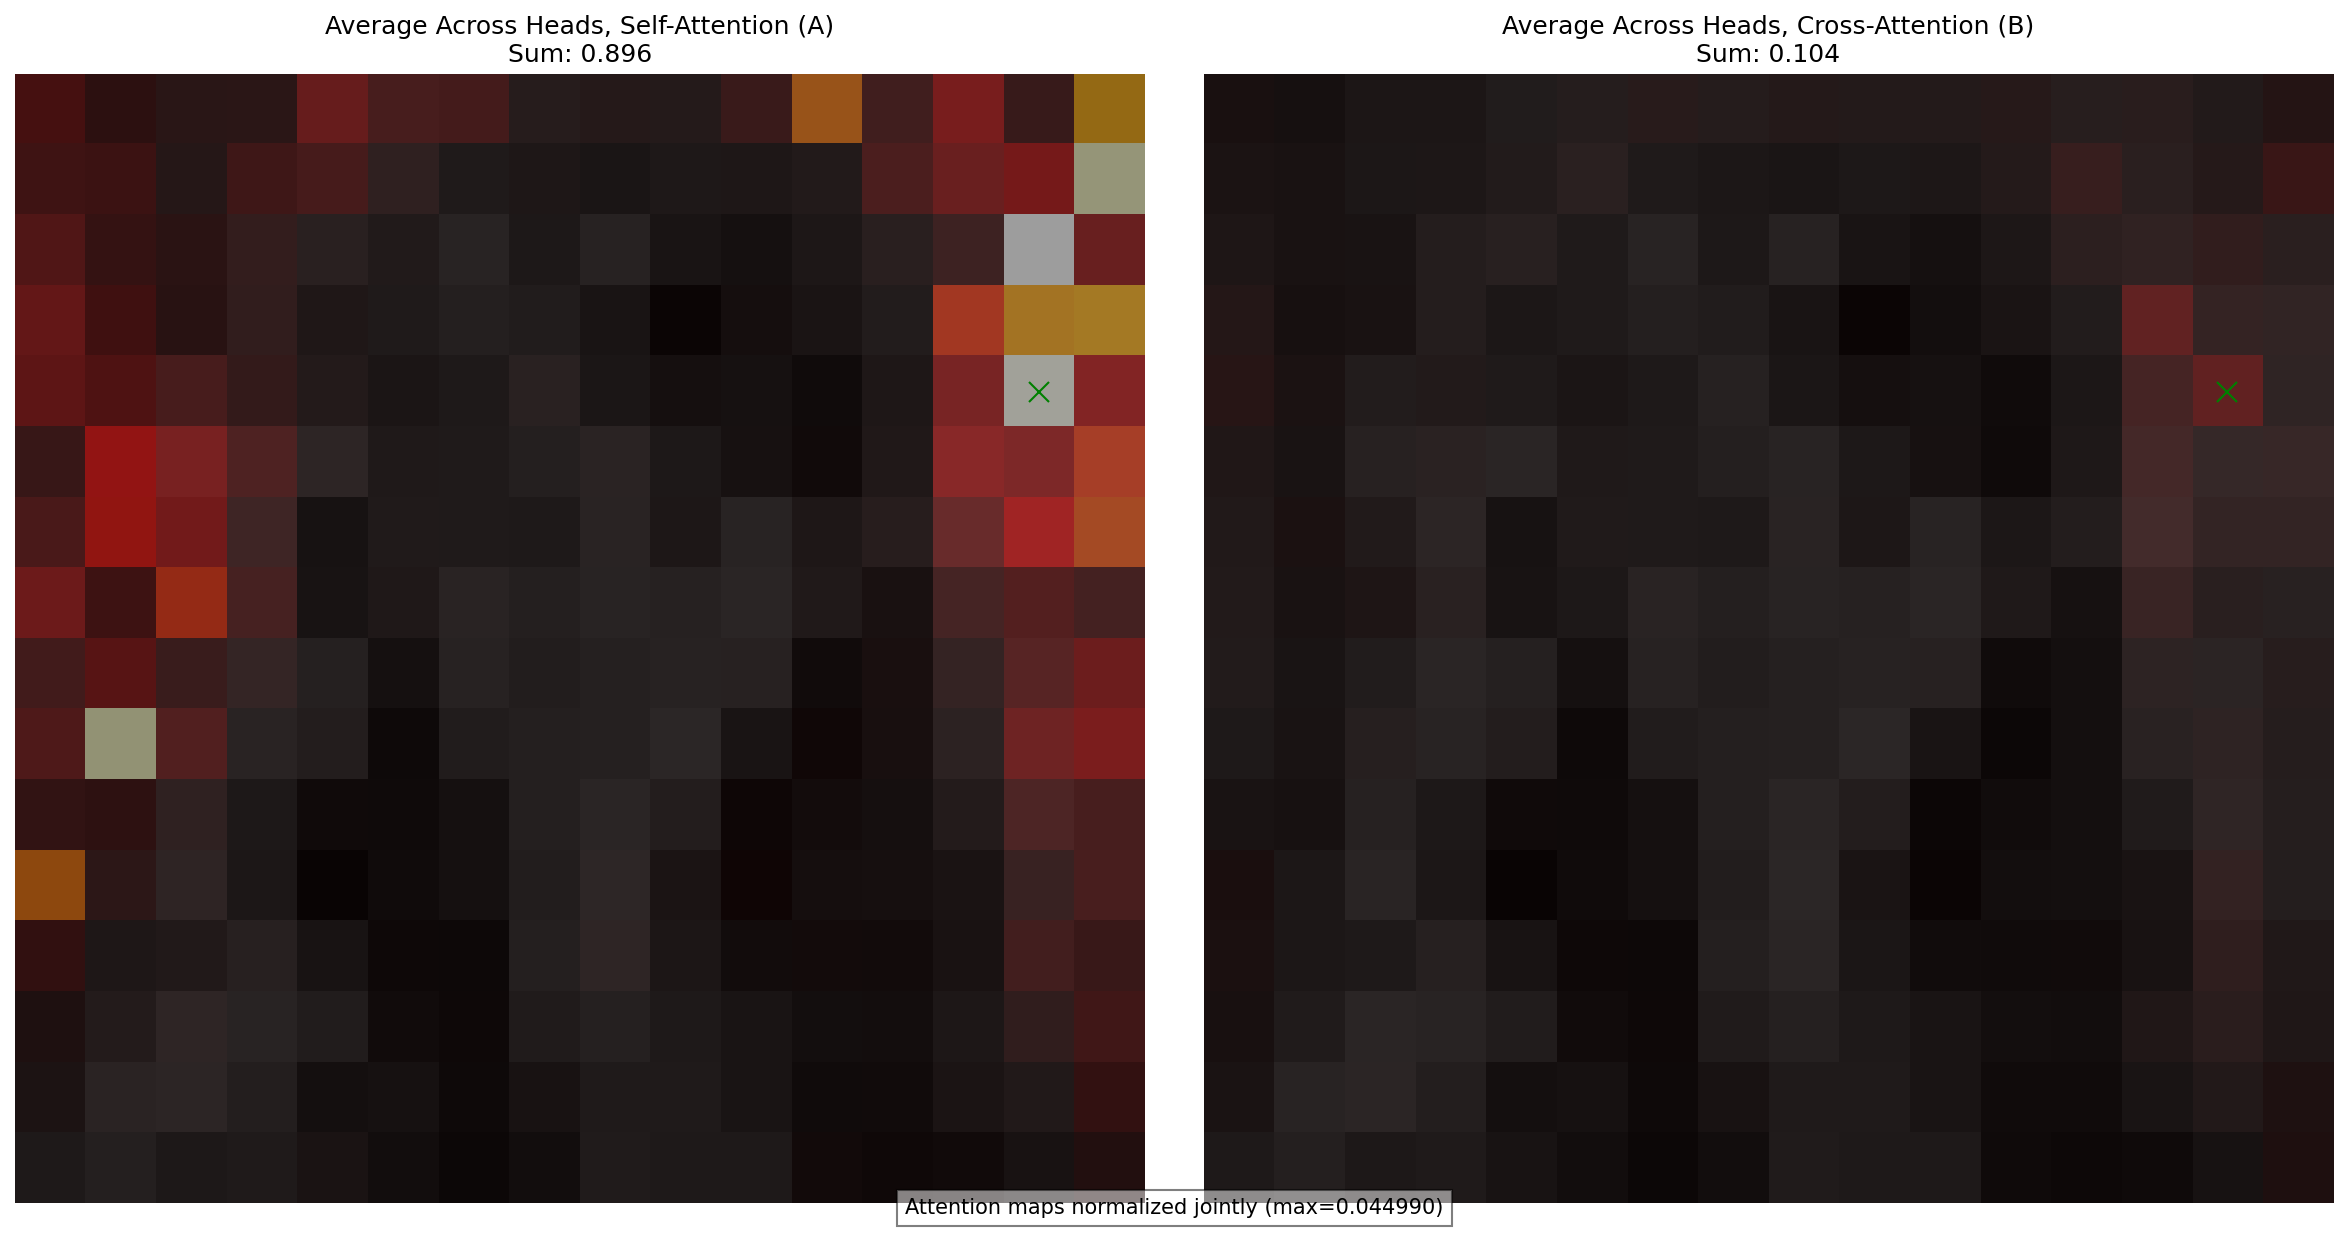 Average Across Heads, Self-Attention (A)
Sum: 0.896
Average Across Heads, Cross-Attention (B)
Sum: 0.104
Attention maps normalized jointly (max=0.044990)